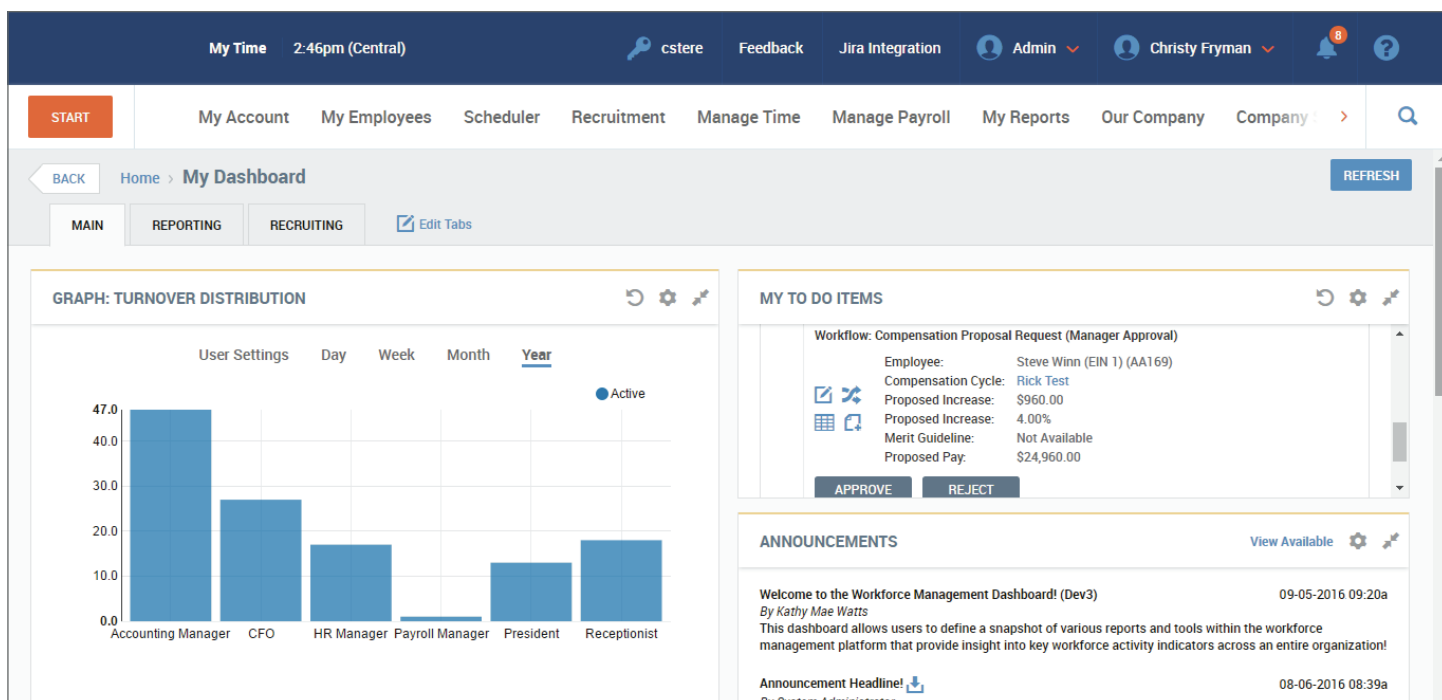 My Time 2:46pm (Central) cstere Feedback Jira Integration Admin Christy Fryman 8 ?
START My Account My Employees Scheduler Recruitment Manage Time Manage Payroll My Reports Our Company Company
BACK Home › My Dashboard REFRESH
MAIN REPORTING RECRUITING Edit Tabs
GRAPH: TURNOVER DISTRIBUTION
User Settings Day Week Month Year
Active
47.0
40.0
30.0
20.0
10.0
0.0
Accounting Manager CFO HR Manager Payroll Manager President Receptionist
MY TO DO ITEMS
Workflow: Compensation Proposal Request (Manager Approval)
Employee: Steve Winn (EIN 1) (AA169)
Compensation Cycle: Rick Test
Proposed Increase: $960.00
Proposed Increase: 4.00%
Merit Guideline: Not Available
Proposed Pay: $24,960.00
APPROVE REJECT
ANNOUNCEMENTS View Available
Welcome to the Workforce Management Dashboard! (Dev3) 09-05-2016 09:20a
By Kathy Mae Watts
This dashboard allows users to define a snapshot of various reports and tools within the workforce
management platform that provide insight into key workforce activity indicators across an entire organization!
Announcement Headline! 08-06-2016 08:39a
By System Administrator